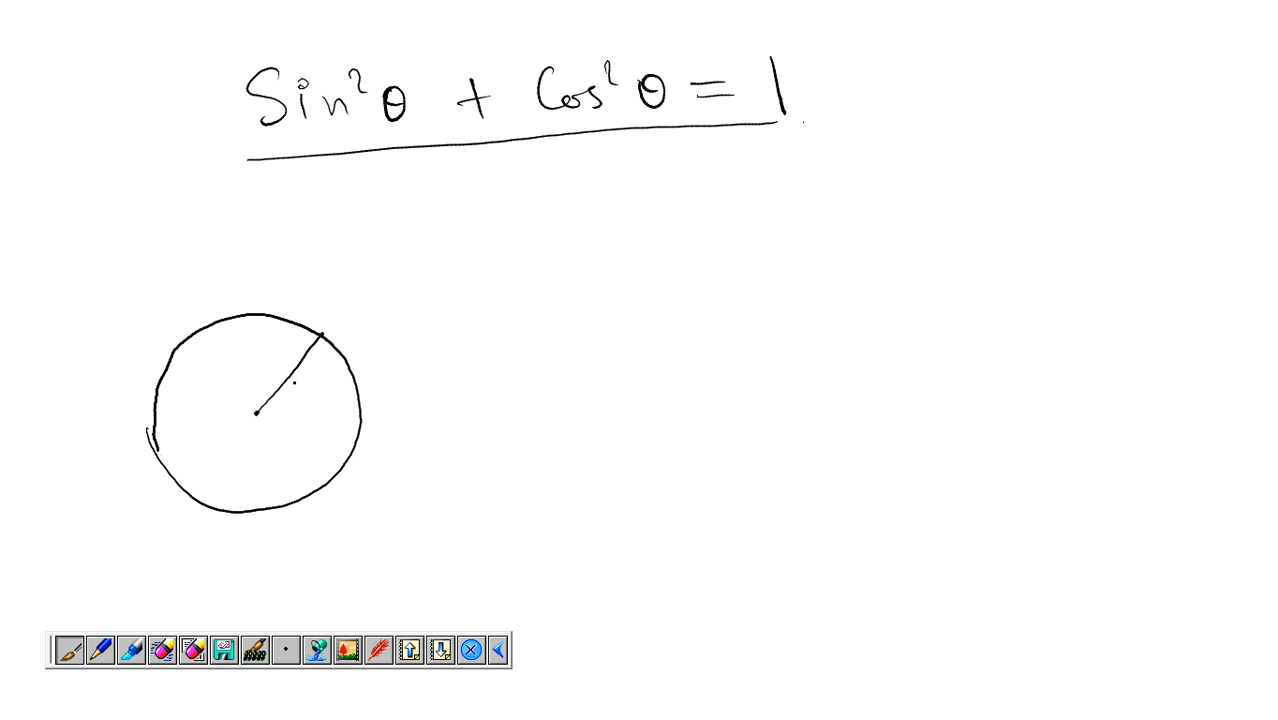 Sin²θ + Cos²θ = 1